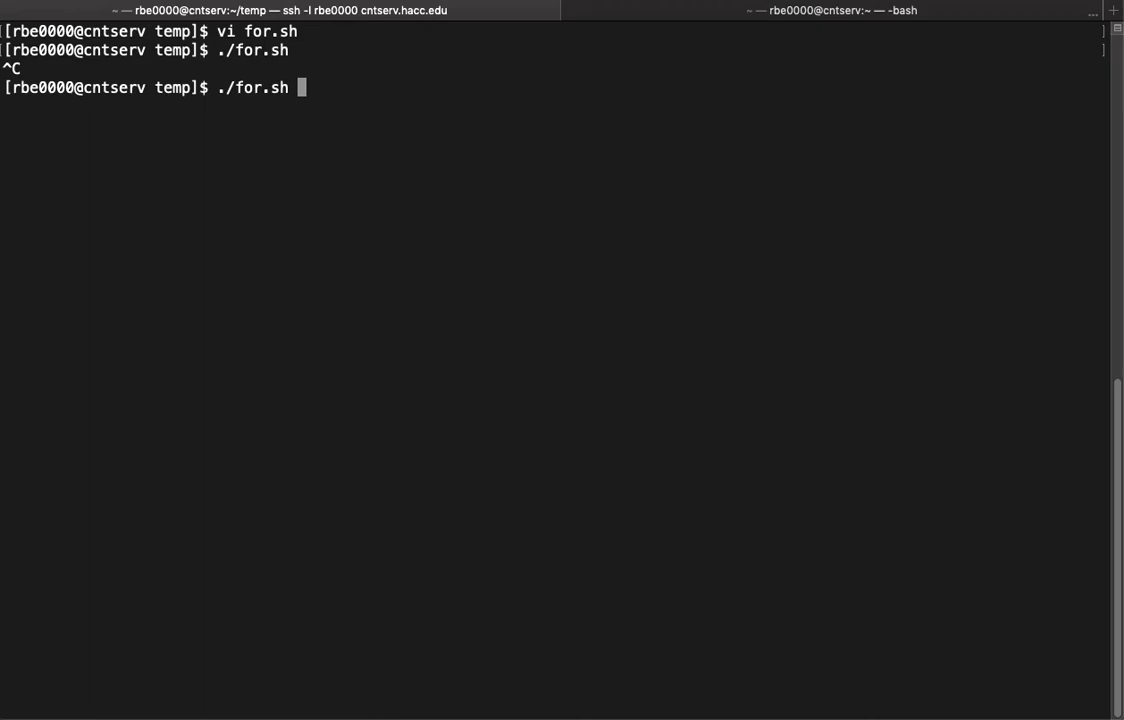 ~ — rbe0000@cntserv:~/temp — ssh -l rbe0000 cntserv.hacc.edu
~ — rbe0000@cntserv:~ — -bash
... +
[[rbe0000@cntserv temp]$ vi for.sh ]
[[rbe0000@cntserv temp]$ ./for.sh ]
^C
[rbe0000@cntserv temp]$ ./for.sh